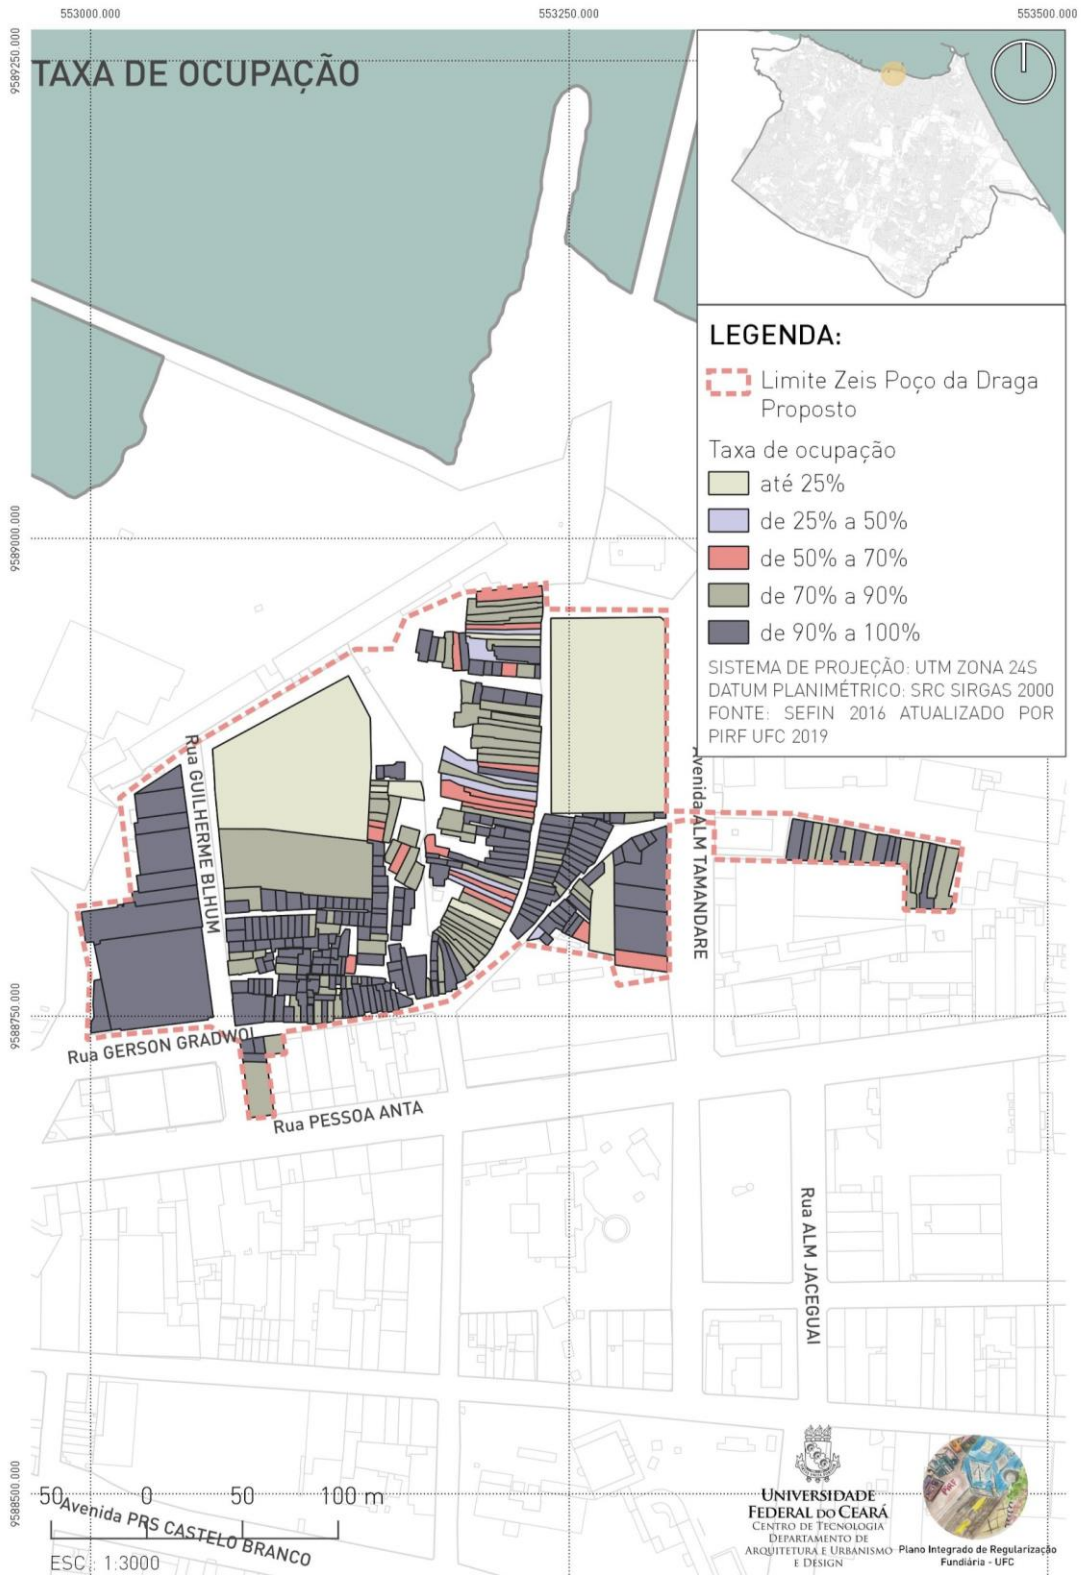 553000.000
553250.000
553500.000
9589250.000
9589000.000
9588750.000
9588500.000
TAXA DE OCUPAÇÃO
LEGENDA:
Limite Zeis Poço da Draga
Proposto
Taxa de ocupação
até 25%
de 25% a 50%
de 50% a 70%
de 70% a 90%
de 90% a 100%
SISTEMA DE PROJEÇÃO: UTM ZONA 24S
DATUM PLANIMÉTRICO: SRC SIRGAS 2000
FONTE: SEFIN 2016 ATUALIZADO POR
PIRF UFC 2019
Rua GUILHERME BLHUM
Avenida ALM TAMANDARE
Rua GERSON GRADWOL
Rua PESSOA ANTA
Rua ALM JACEGUAI
50 0 50 100 m
Avenida PRS CASTELO BRANCO
ESC.: 1:3000
UNIVERSIDADE
FEDERAL DO CEARÁ
CENTRO DE TECNOLOGIA
DEPARTAMENTO DE
ARQUITETURA E URBANISMO
E DESIGN
Plano Integrado de Regularização
Fundiária - UFC